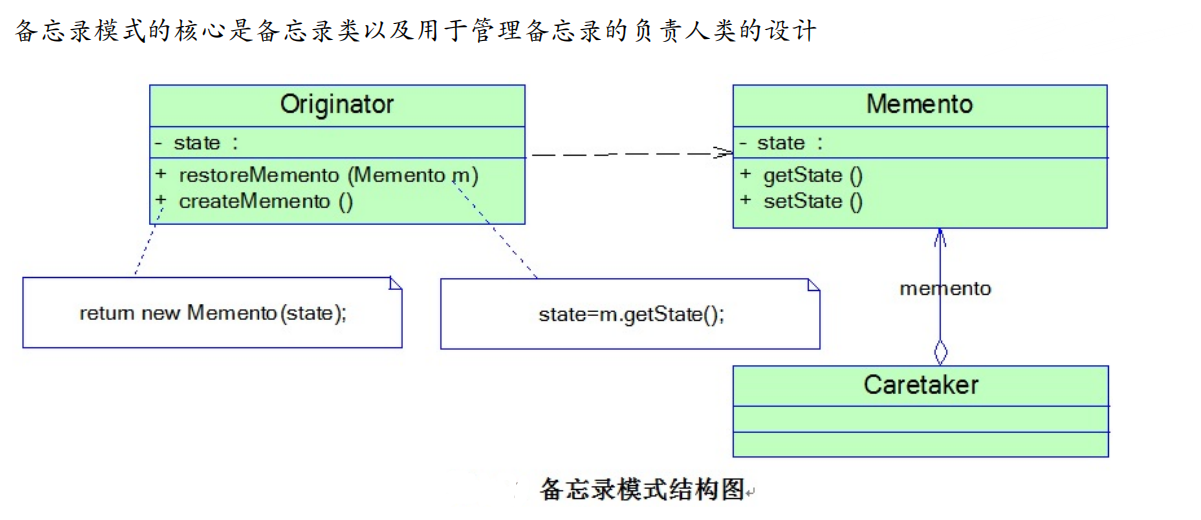 备忘录模式的核心是备忘录类以及用于管理备忘录的负责人类的设计
Originator
- state :
+ restoreMemento (Memento m)
+ createMemento ()
Memento
- state :
+ getState ()
+ setState ()
return new Memento(state);
state=m.getState();
memento
Caretaker
备忘录模式结构图